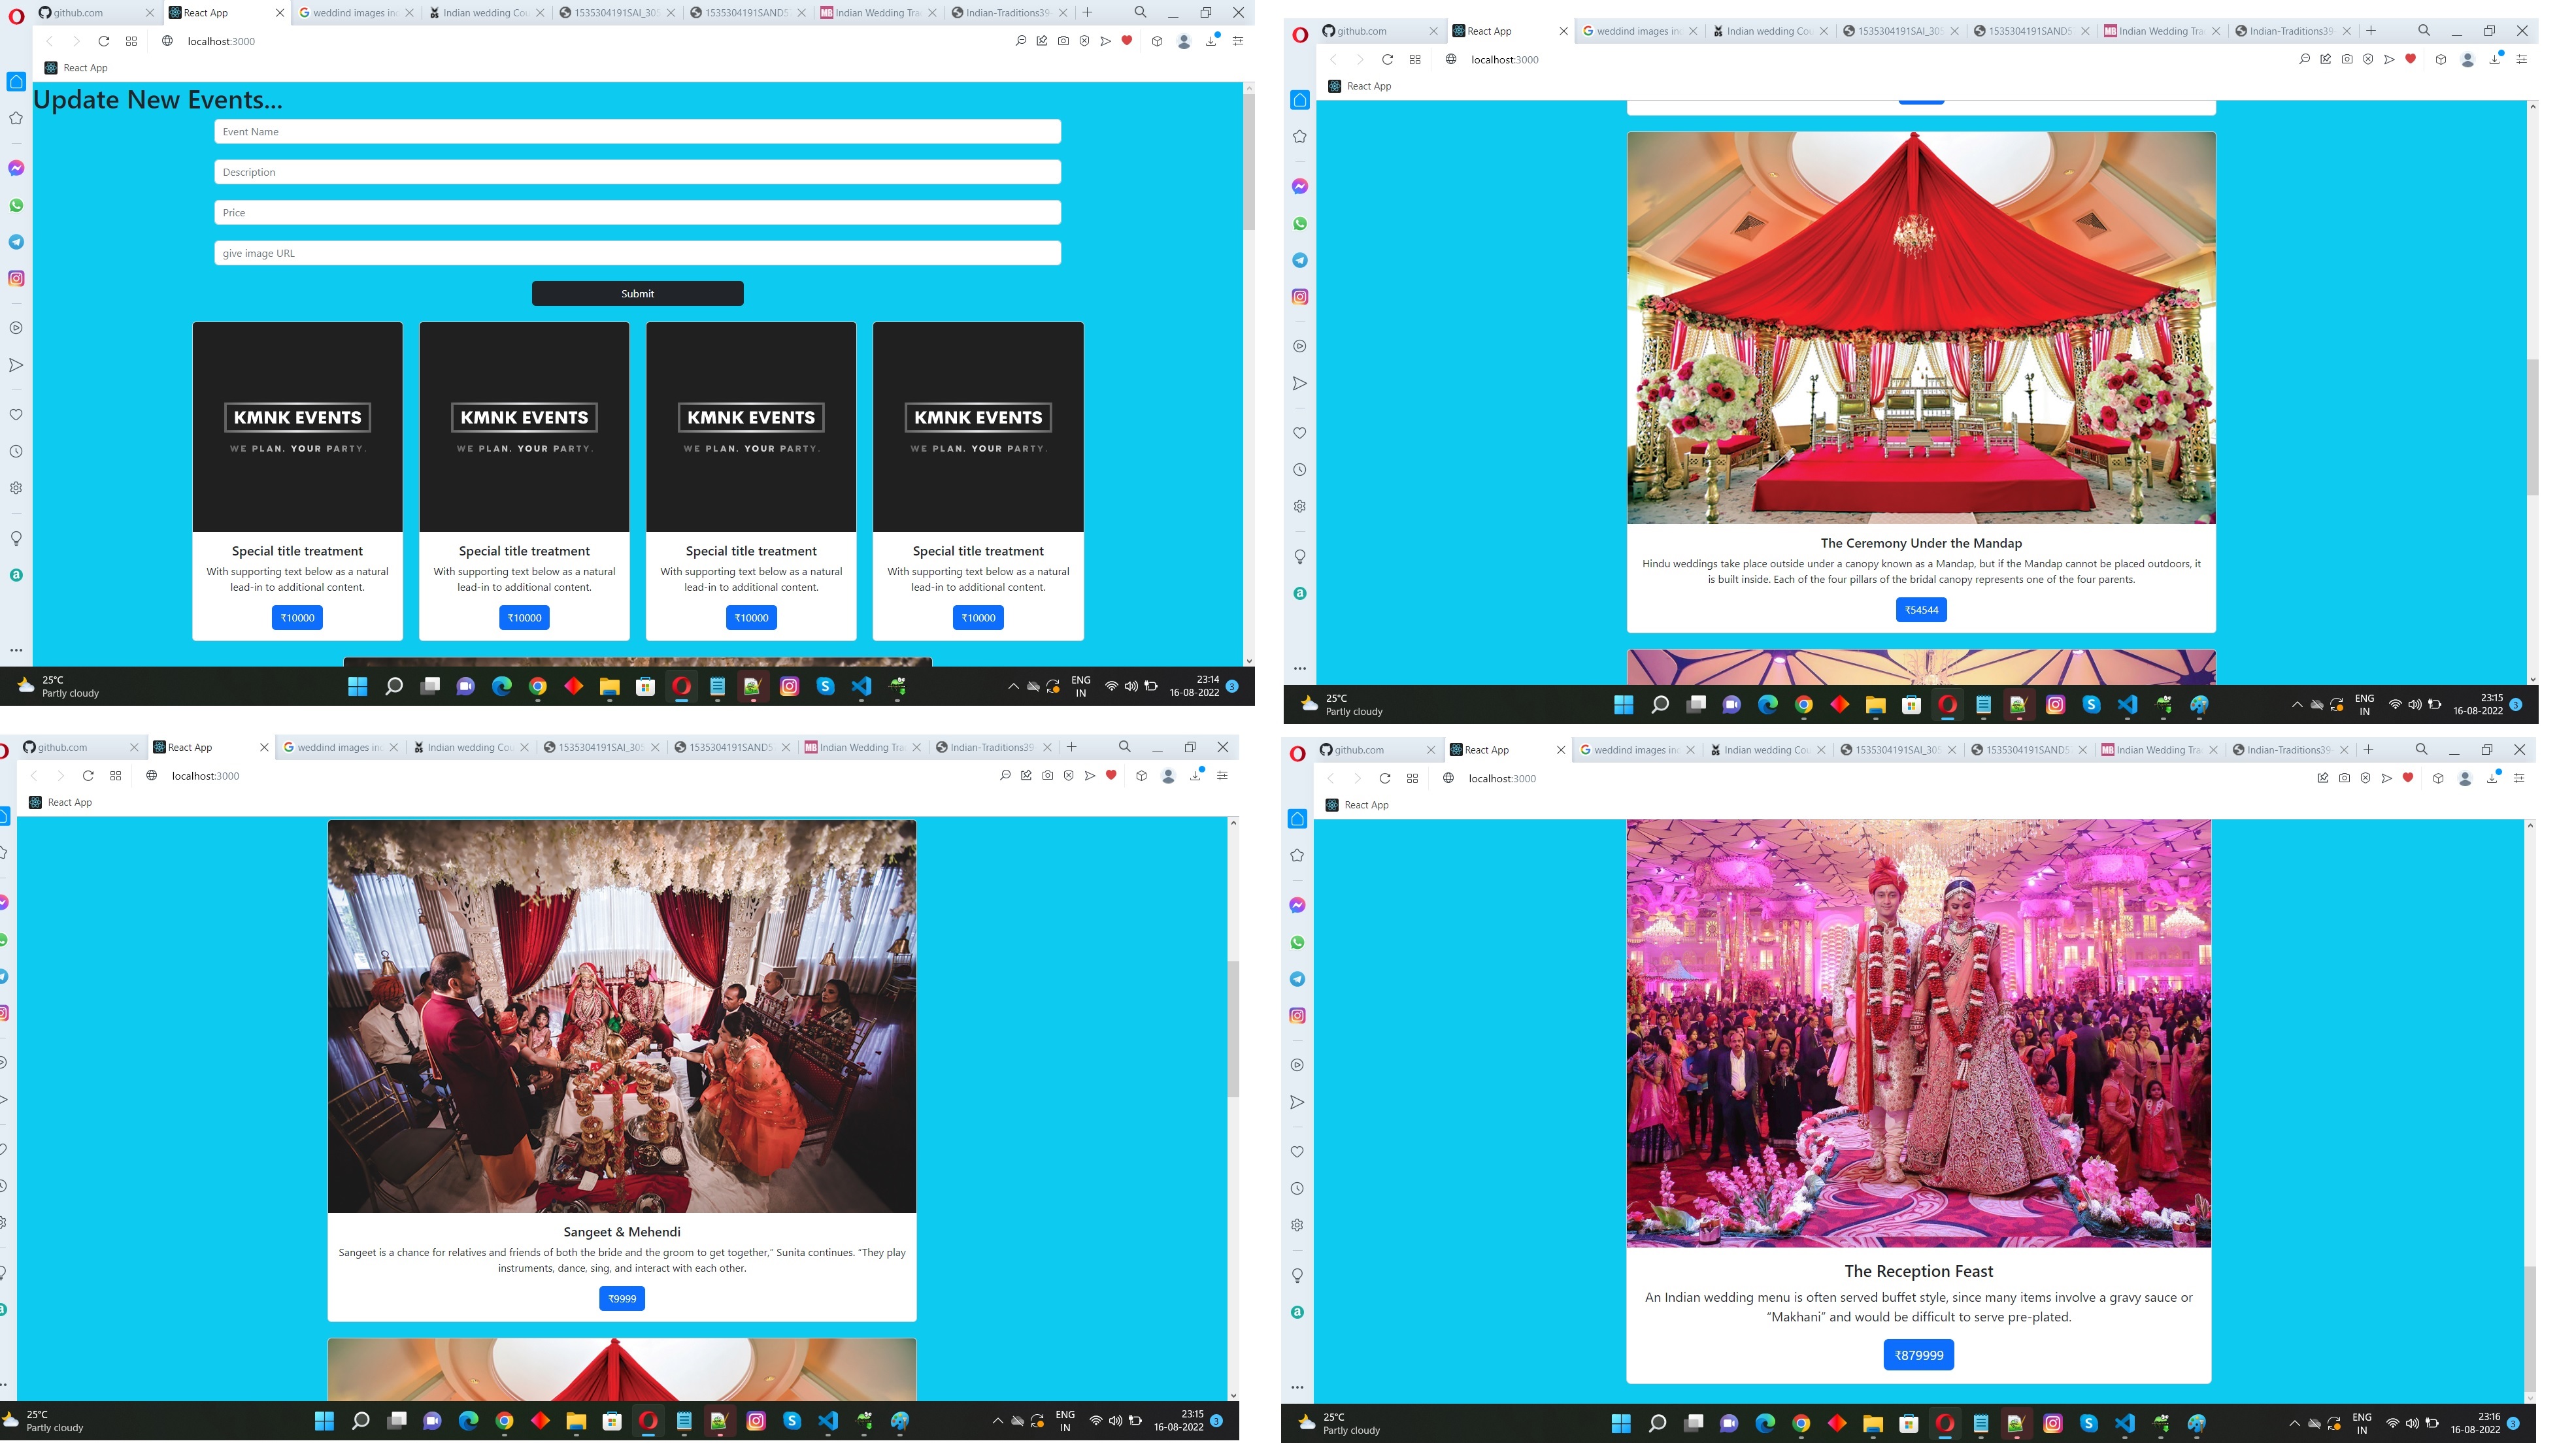 github.com
React App
weddind images in
Indian wedding Cou
1535304191SAI_305
1535304191SAND5
Indian Wedding Tra
Indian-Traditions39
localhost:3000
React App
Update New Events...
Event Name
Description
Price
give image URL
Submit
KMNK EVENTS
WE PLAN. YOUR PARTY.
Special title treatment
With supporting text below as a natural
lead-in to additional content.
₹10000
KMNK EVENTS
WE PLAN. YOUR PARTY.
Special title treatment
With supporting text below as a natural
lead-in to additional content.
₹10000
KMNK EVENTS
WE PLAN. YOUR PARTY.
Special title treatment
With supporting text below as a natural
lead-in to additional content.
₹10000
KMNK EVENTS
WE PLAN. YOUR PARTY.
Special title treatment
With supporting text below as a natural
lead-in to additional content.
₹10000
25°C
Partly cloudy
ENG
IN
23:14
16-08-2022
3
github.com
React App
weddind images in
Indian wedding Cou
1535304191SAI_305
1535304191SAND5
Indian Wedding Tra
Indian-Traditions39
localhost:3000
React App
The Ceremony Under the Mandap
Hindu weddings take place outside under a canopy known as a Mandap, but if the Mandap cannot be placed outdoors, it
is built inside. Each of the four pillars of the bridal canopy represents one of the four parents.
₹54544
25°C
Partly cloudy
ENG
IN
23:15
16-08-2022
3
github.com
React App
weddind images in
Indian wedding Cou
1535304191SAI_305
1535304191SAND5
Indian Wedding Tra
Indian-Traditions39
localhost:3000
React App
Sangeet & Mehendi
Sangeet is a chance for relatives and friends of both the bride and the groom to get together,” Sunita continues. “They play
instruments, dance, sing, and interact with each other.
₹9999
25°C
Partly cloudy
ENG
IN
23:15
16-08-2022
3
github.com
React App
weddind images in
Indian wedding Cou
1535304191SAI_305
1535304191SAND5
Indian Wedding Tra
Indian-Traditions39
localhost:3000
React App
The Reception Feast
An Indian wedding menu is often served buffet style, since many items involve a gravy sauce or
“Makhani” and would be difficult to serve pre-plated.
₹879999
25°C
Partly cloudy
ENG
IN
23:16
16-08-2022
3